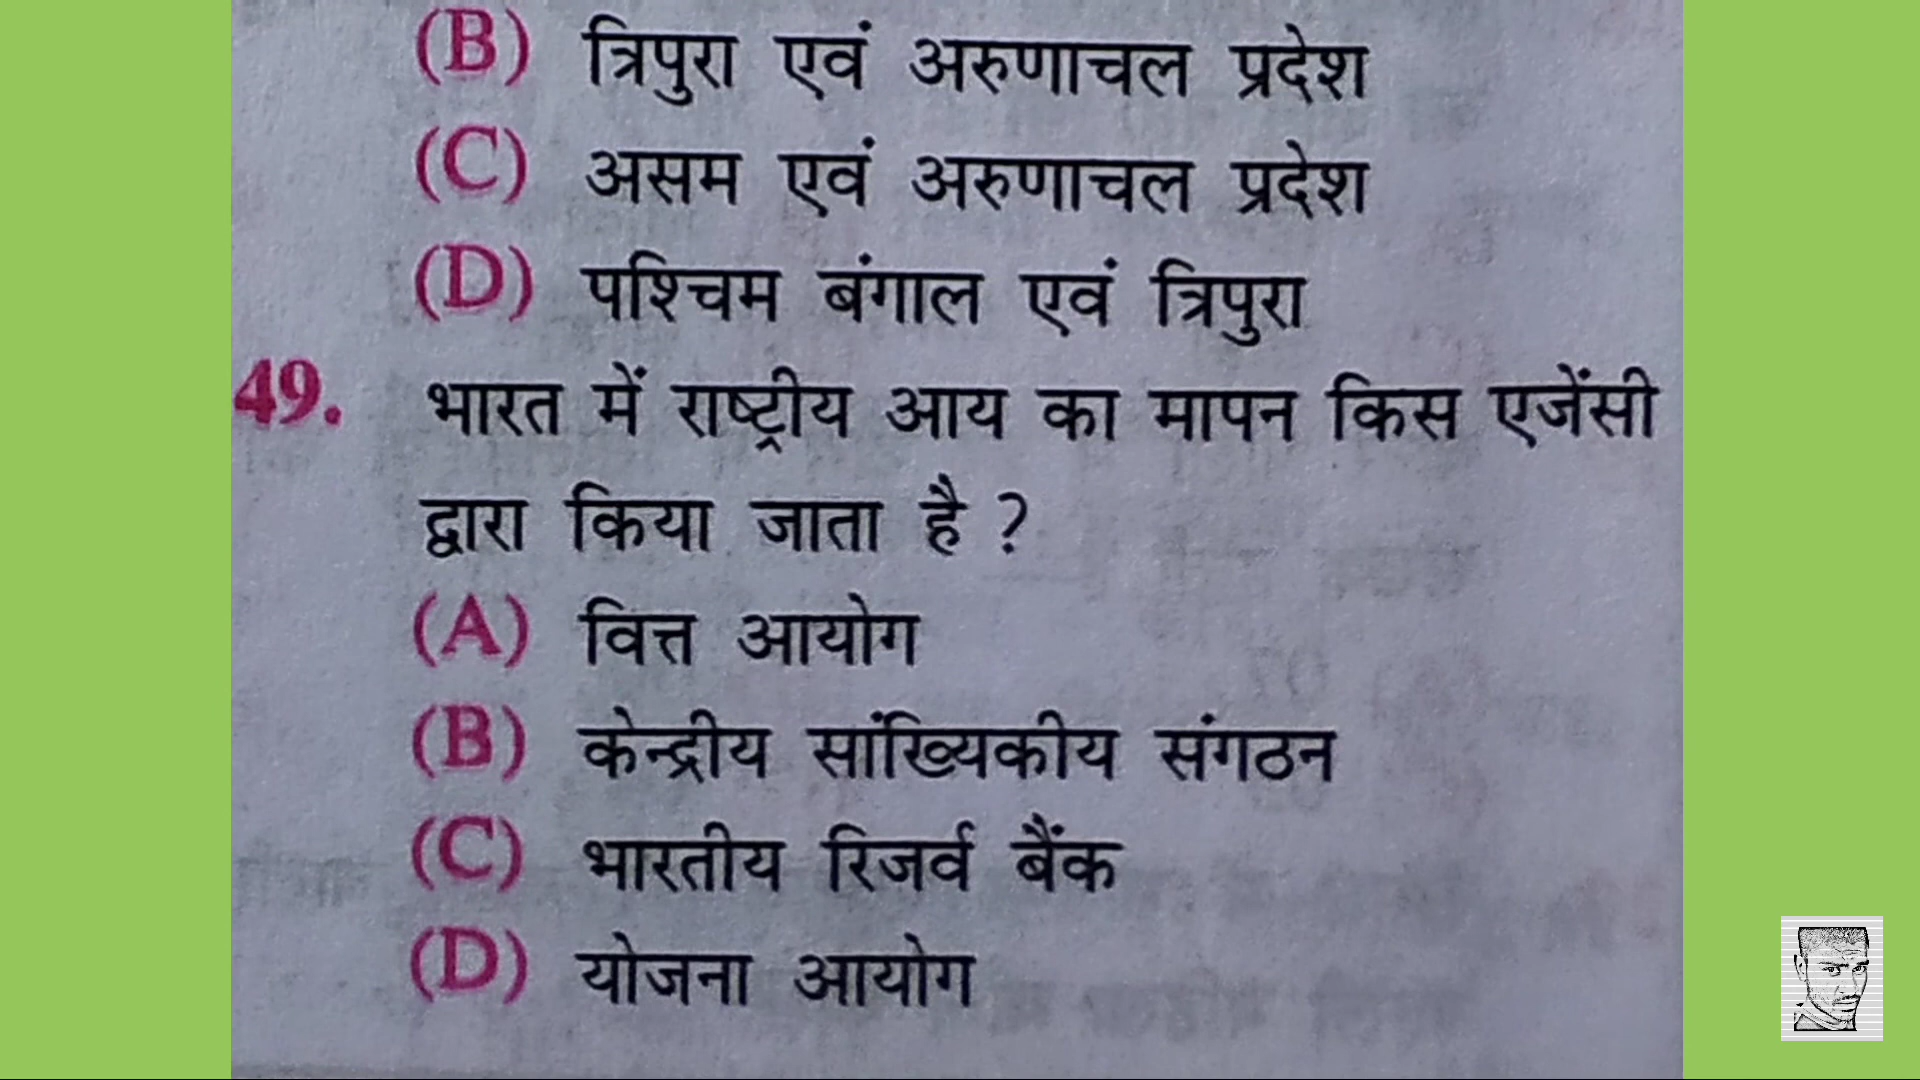 (B) त्रिपुरा एवं अरुणाचल प्रदेश
(C) असम एवं अरुणाचल प्रदेश
(D) पश्चिम बंगाल एवं त्रिपुरा
49. भारत में राष्ट्रीय आय का मापन किस एजेंसी
द्वारा किया जाता है ?
(A) वित्त आयोग
(B) केन्द्रीय सांख्यिकीय संगठन
(C) भारतीय रिजर्व बैंक
(D) योजना आयोग